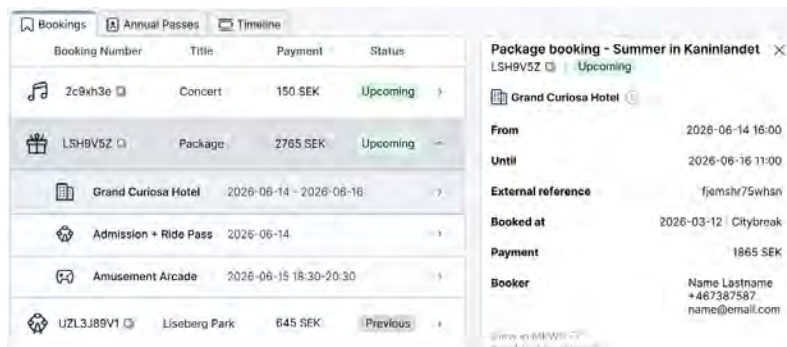 Bookings Annual Passes Timeline
Booking Number Title Payment Status
2c9xh3e Concert 150 SEK Upcoming
LSH9V5Z Package 2765 SEK Upcoming
Grand Curiosa Hotel 2026-06-14 - 2026-06-16
Admission + Ride Pass 2026-06-14
Amusement Arcade 2026-06-15 18:30-20:30
UZL3J89V1 Liseberg Park 645 SEK Previous
Package booking - Summer in Kaninlandet
LSH9V5Z Upcoming
Grand Curiosa Hotel
From 2026-06-14 16:00
Until 2026-06-16 11:00
External reference fjemshr75whsn
Booked at 2026-03-12 Citybreak
Payment 1865 SEK
Booker Name Lastname
+467387587
name@email.com
View in MEWS